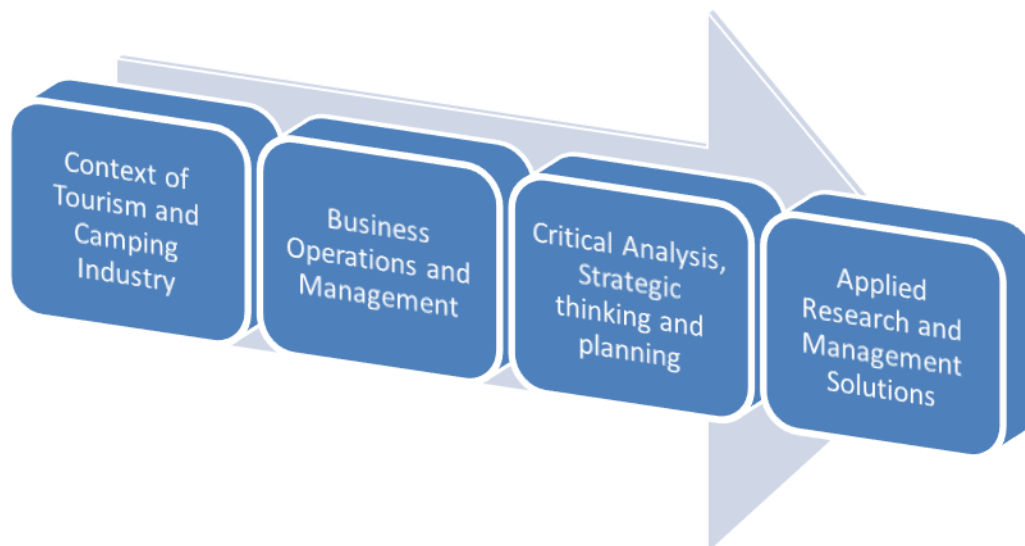 Context of
Tourism and
Camping
Industry
Business
Operations and
Management
Critical Analysis,
Strategic
thinking and
planning
Applied
Research and
Management
Solutions